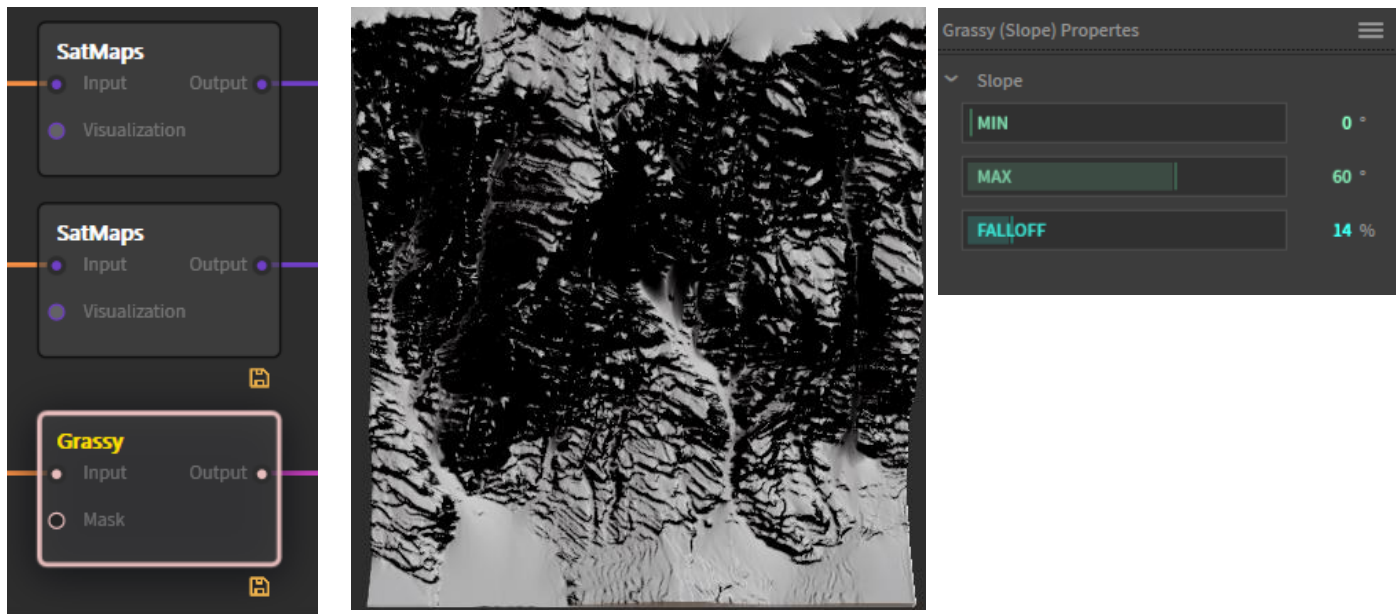 SatMaps
Input Output
Visualization
SatMaps
Input Output
Visualization
Grassy
Input Output
Mask
Grassy (Slope) Propertes
Slope
MIN 0 °
MAX 60 °
FALLOFF 14 %